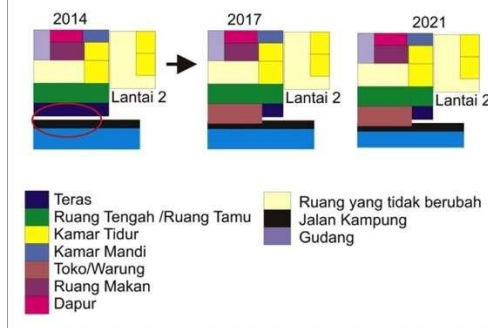 2014
2017
2021
Lantai 2
Lantai 2
Lantai 2
Teras
Ruang Tengah /Ruang Tamu
Kamar Tidur
Kamar Mandi
Toko/Warung
Ruang Makan
Dapur
Ruang yang tidak berubah
Jalan Kampung
Gudang